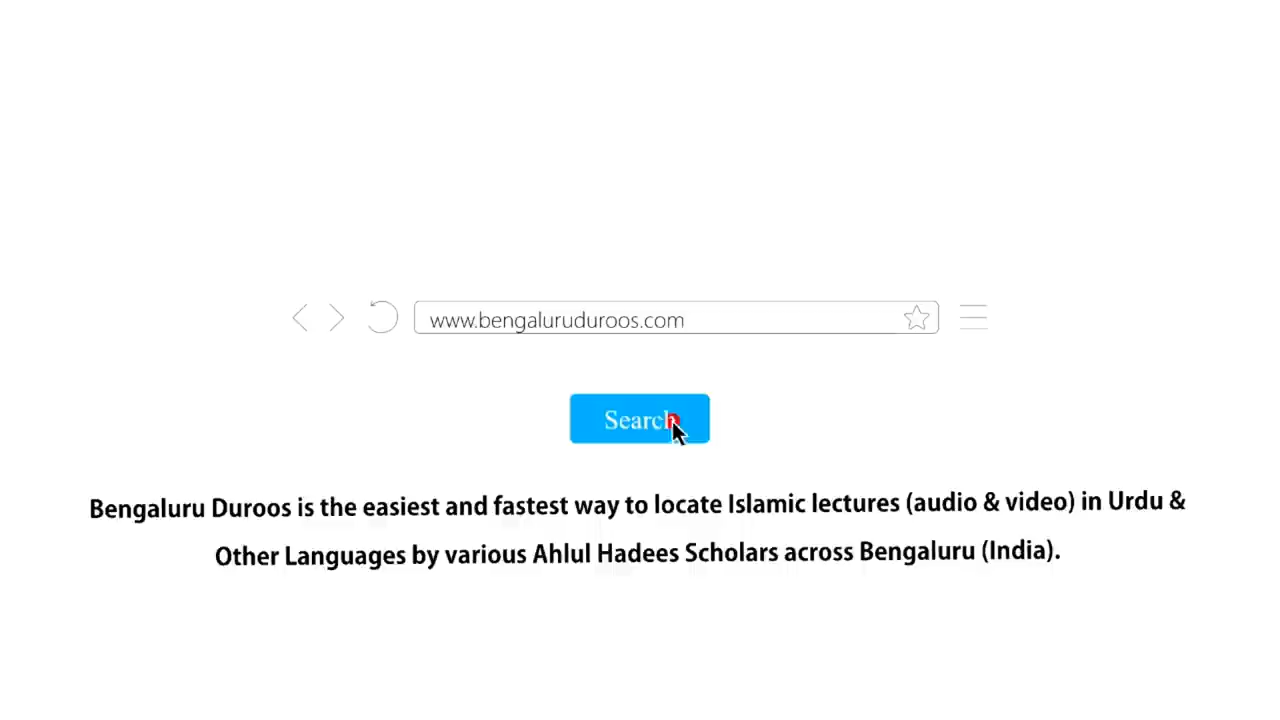 www.bengaluruduroos.com
Search
Bengaluru Duroos is the easiest and fastest way to locate Islamic lectures (audio & video) in Urdu &
Other Languages by various Ahlul Hadees Scholars across Bengaluru (India).